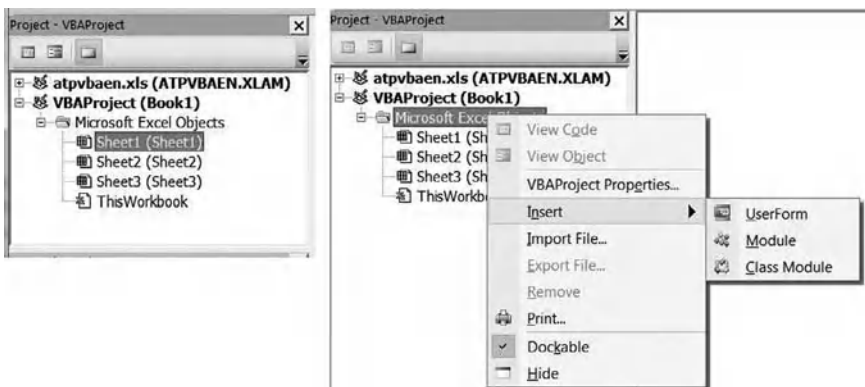 Project - VBAProject
atpvbaen.xls (ATPVBAEN.XLAM)
VBAProject (Book1)
Microsoft Excel Objects
Sheet1 (Sheet1)
Sheet2 (Sheet2)
Sheet3 (Sheet3)
ThisWorkbook
Project - VBAProject
atpvbaen.xls (ATPVBAEN.XLAM)
VBAProject (Book1)
Microsoft Excel
Sheet1 (Sh
Sheet2 (Sh
Sheet3 (Sh
ThisWorkb
View Code
View Object
VBAProject Properties...
Insert
Import File...
Export File...
Remove
Print...
Dockable
Hide
UserForm
Module
Class Module